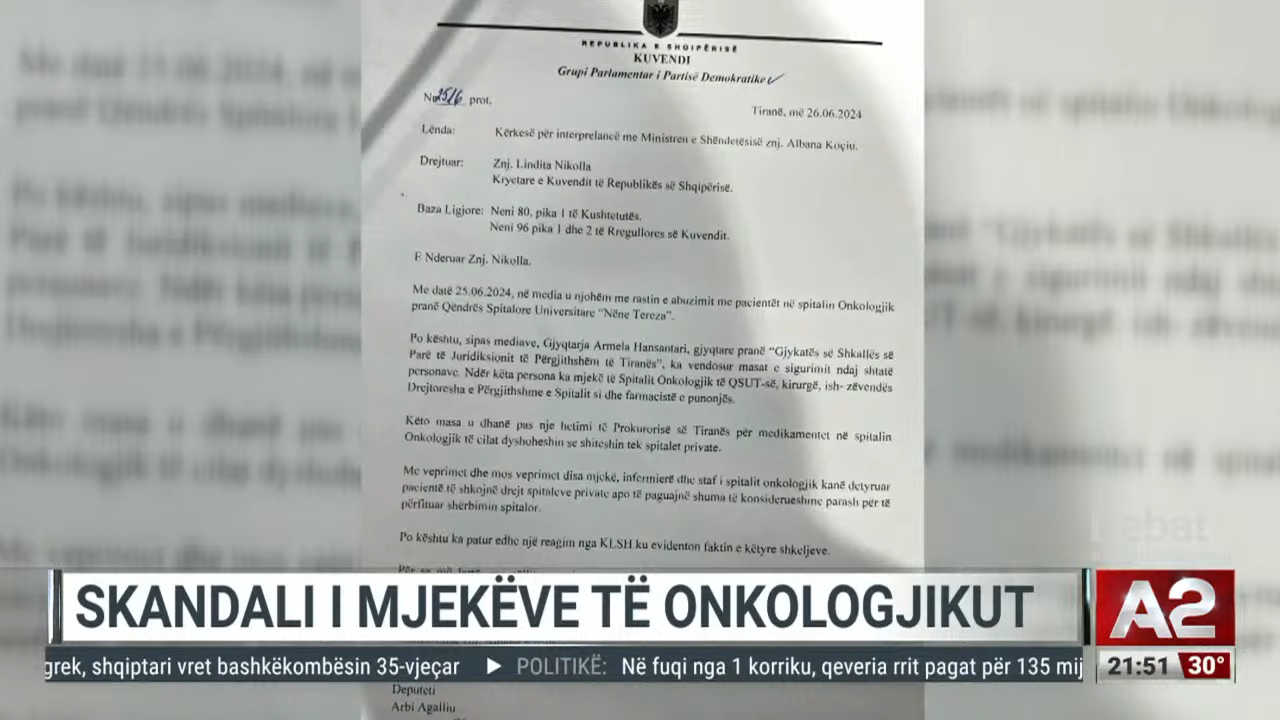 REPUBLIKA E SHQIPËRISË
KUVENDI
Grupi Parlamentar i Partisë Demokratike
Nr 25/6 prot.
Tiranë, më 26.06.2024
Lënda: Kërkesë për interpelancë me Ministren e Shëndetësisë znj. Albana Koçiu.
Drejtuar: Znj. Lindita Nikolla
Kryetare e Kuvendit të Republikës së Shqipërisë.
Baza Ligjore: Neni 80, pika 1 të Kushtetutës.
Neni 96 pika 1 dhe 2 të Rregullores së Kuvendit.
E Nderuar Znj. Nikolla.
Me datë 25.06.2024, në media u njohëm me rastin e abuzimit me pacientët në spitalin Onkologjik
pranë Qëndrës Spitalore Universitare "Nënë Tereza".
Po kështu, sipas mediave, Gjyqtarja Armela Hansantari, gjyqtare pranë "Gjykatës së Shkallës së
Parë të Juridiksionit të Përgjithshëm të Tiranës", ka vendosur masat e sigurimit ndaj shtatë
personave. Ndër këta persona ka mjekë të Spitalit Onkologjik të QSUT-së, kirurgë, ish- zëvendës
Drejtoresha e Përgjithshme e Spitalit si dhe farmacistë e punonjës.
Këto masa u dhanë pas nje hetimi të Prokurorisë së Tiranës për medikamentet në spitalin
Onkologjik të cilat dyshoheshin se shiteshin tek spitalet private.
Me veprimet dhe mos veprimet disa mjekë, infermierë dhe staf i spitalit onkologjik kanë detyruar
pacientë të shkojnë drejt spitaleve private apo të paguajnë shuma të konsiderueshme parash për të
përfituar shërbimin spitalor.
Po kështu ka patur edhe një reagim nga KLSH ku evidenton faktin e këtyre shkeljeve.
SKANDALI I MJEKËVE TË ONKOLOGJIKUT
A2
grek, shqiptari vret bashkëkombësin 35-vjeçar ▶ POLITIKË: Në fuqi nga 1 korriku, qeveria rrit pagat për 135 mij
21:51 30°
Deputeti
Arbi Agalliu